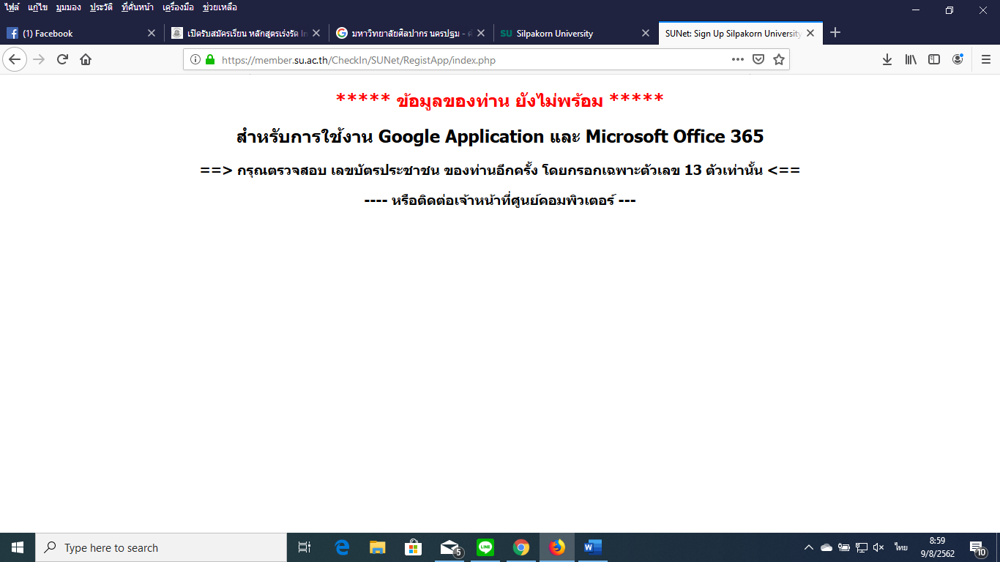 ไฟล์ แก้ไข มุมมอง ประวัติ ที่คั่นหน้า เครื่องมือ ช่วยเหลือ
(1) Facebook
เปิดรับสมัครเรียน หลักสูตรเร่งรัด In
มหาวิทยาลัยศิลปากร นครปฐม - ค้
SU Silpakorn University
SUNet: Sign Up Silpakorn University
https://member.su.ac.th/CheckIn/SUNet/RegistApp/index.php
***** ข้อมูลของท่าน ยังไม่พร้อม *****
สำหรับการใช้งาน Google Application และ Microsoft Office 365
==> กรุณตรวจสอบ เลขบัตรประชาชน ของท่านอีกครั้ง โดยกรอกเฉพาะตัวเลข 13 ตัวเท่านั้น <==
---- หรือติดต่อเจ้าหน้าที่ศูนย์คอมพิวเตอร์ ---
Type here to search
5
LINE
ไทย
8:59
9/8/2562
10